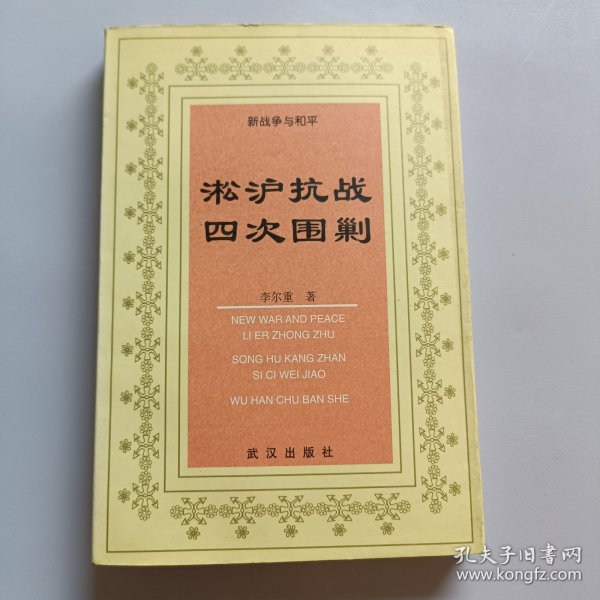 新战争与和平
淞沪抗战
四次围剿
李尔重 著
NEW WAR AND PEACE
LI ER ZHONG ZHU
SONG HU KANG ZHAN
SI CI WEI JIAO
WU HAN CHU BAN SHE
武汉出版社
孔夫子旧书网
www.kongfz.com